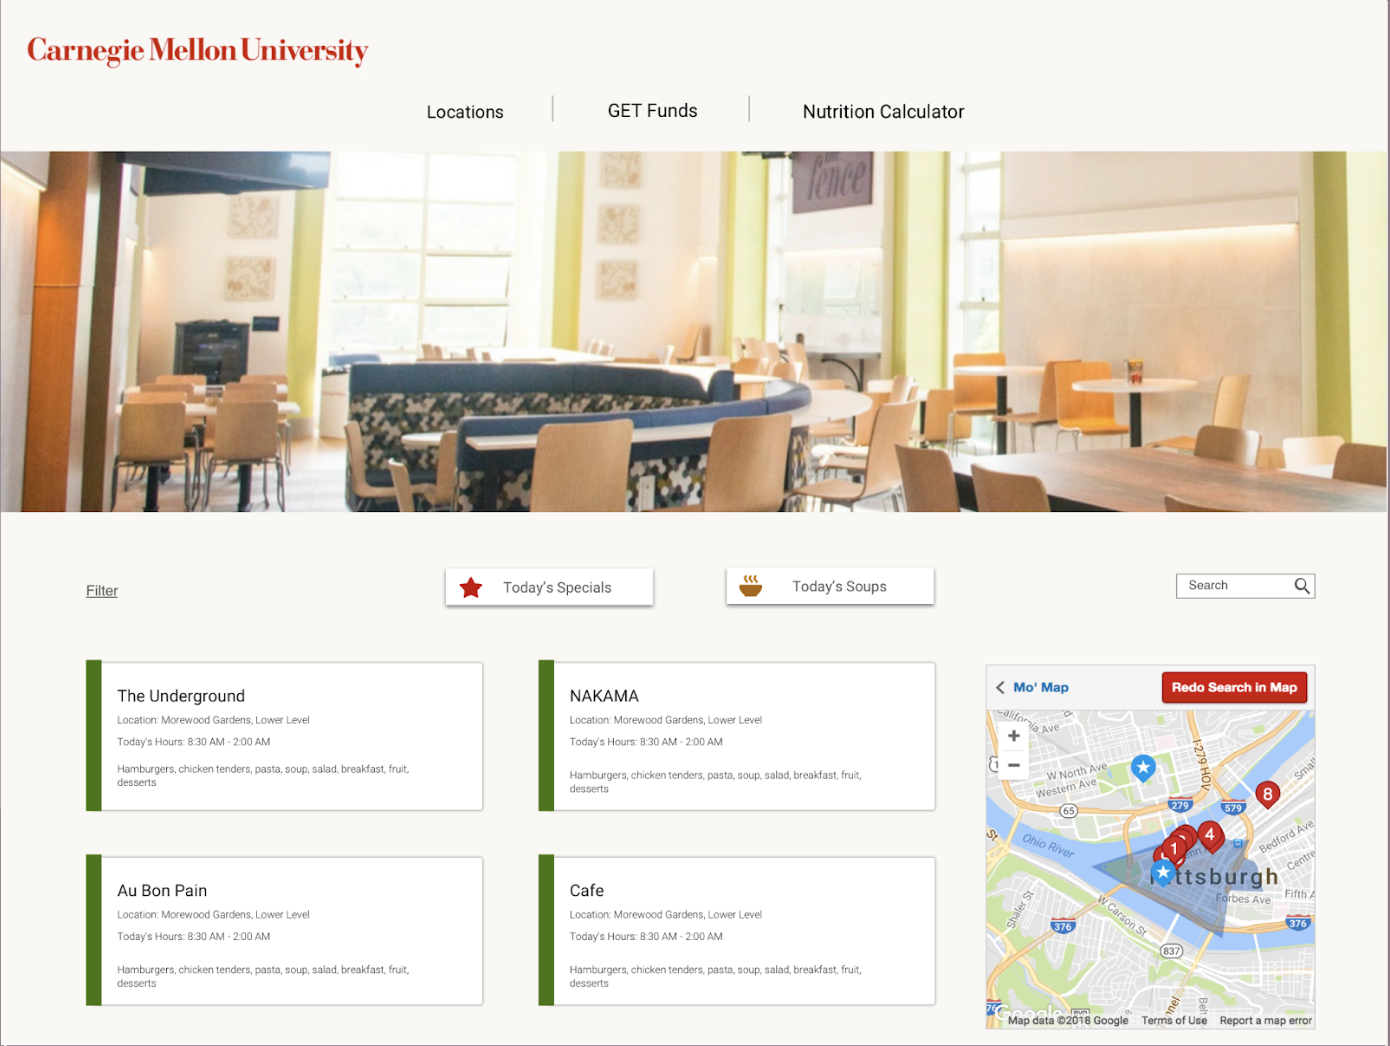 Carnegie Mellon University
Locations
GET Funds
Nutrition Calculator
the
fence
Filter
Today's Specials
Today's Soups
Search
The Underground
Location: Morewood Gardens, Lower Level
Today's Hours: 8:30 AM - 2:00 AM
Hamburgers, chicken tenders, pasta, soup, salad, breakfast, fruit,
desserts
NAKAMA
Location: Morewood Gardens, Lower Level
Today's Hours: 8:30 AM - 2:00 AM
Hamburgers, chicken tenders, pasta, soup, salad, breakfast, fruit,
desserts
Au Bon Pain
Location: Morewood Gardens, Lower Level
Today's Hours: 8:30 AM - 2:00 AM
Hamburgers, chicken tenders, pasta, soup, salad, breakfast, fruit,
desserts
Cafe
Location: Morewood Gardens, Lower Level
Today's Hours: 8:30 AM - 2:00 AM
Hamburgers, chicken tenders, pasta, soup, salad, breakfast, fruit,
desserts
Mo' Map
Redo Search in Map
California Ave
+
−
I-279 HOV
W North Ave
Western Ave
279
579
65
8
4
1
Ohio River
Bedford Ave
Centre
ttsburgh
Forbes Ave
Fifth A
W Carson St
Shaler St
376
376
837
Google
Map data ©2018 Google
Terms of Use
Report a map error